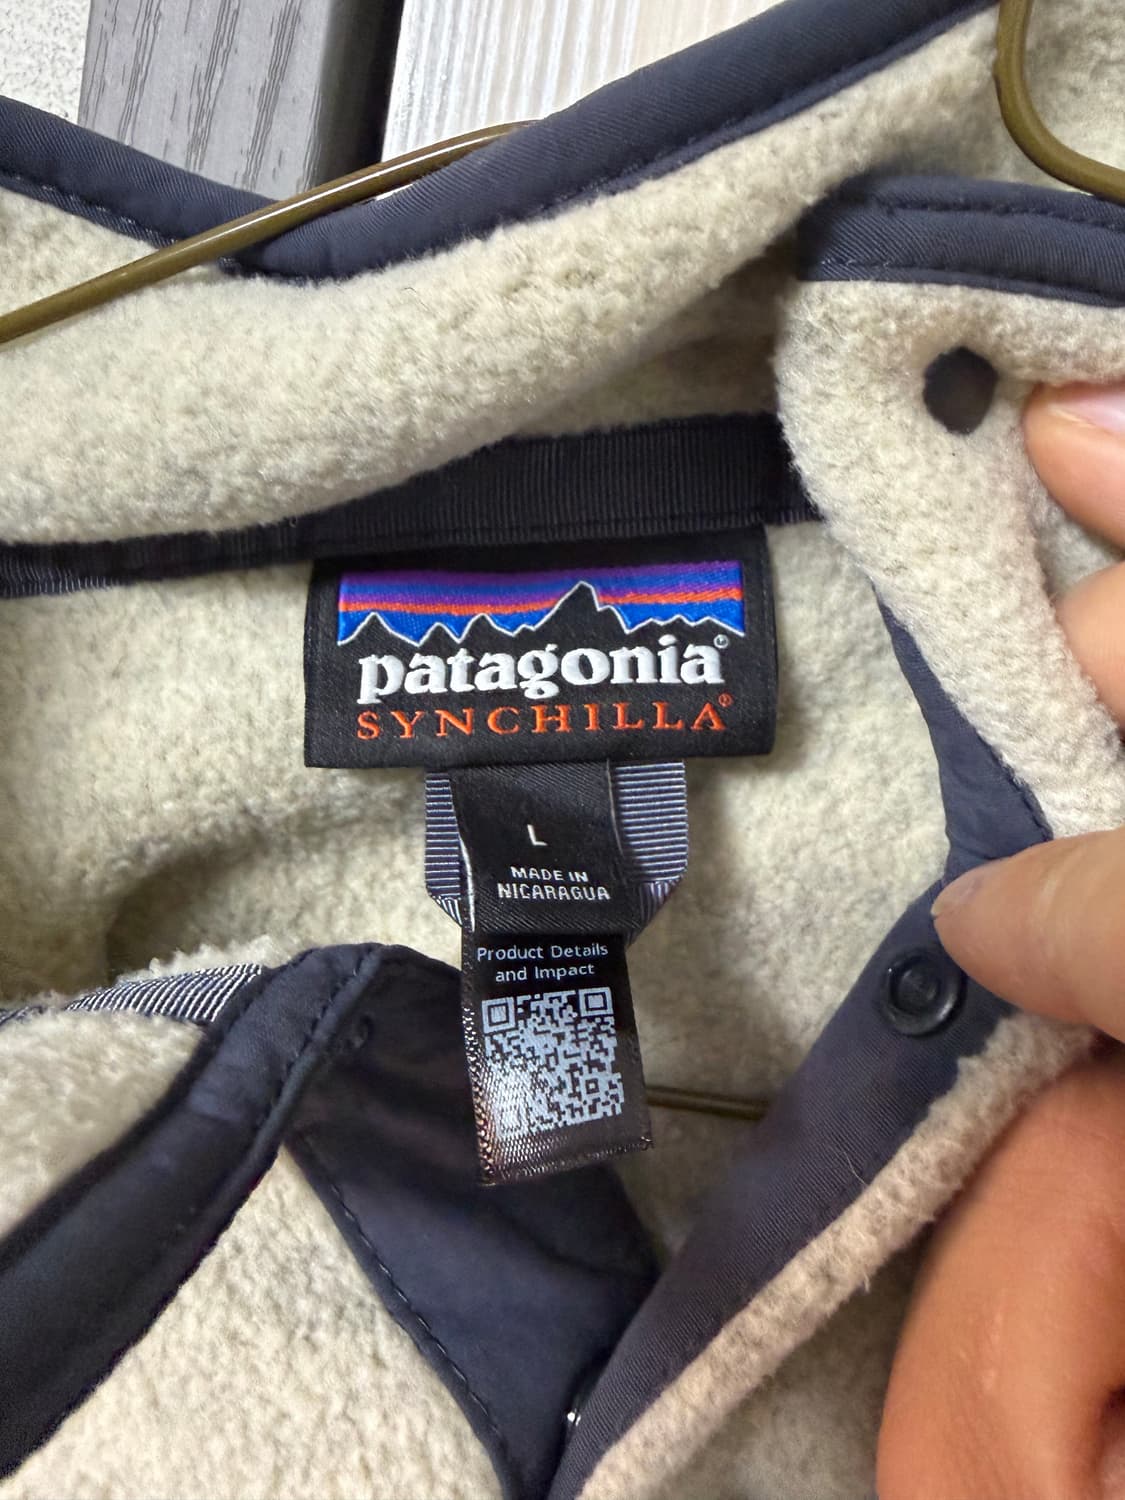 patagonia®
SYNCHILLA®
L
MADE IN
NICARAGUA
Product Details
and Impact